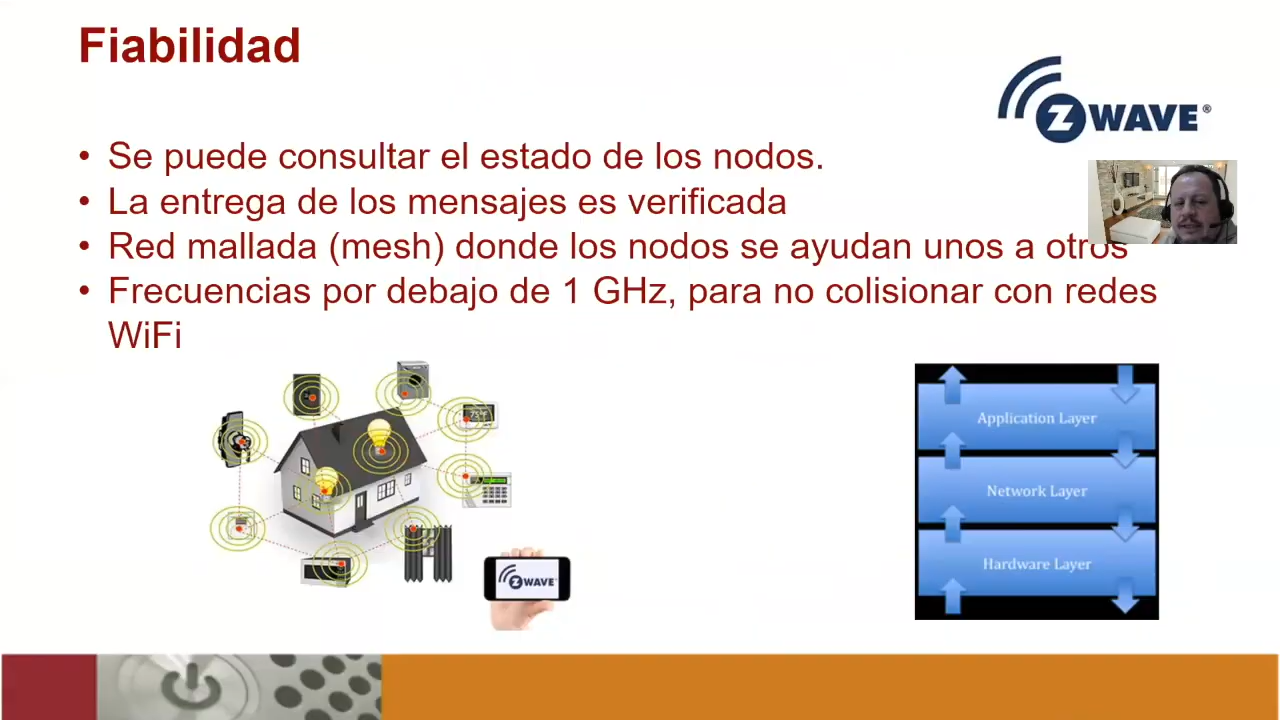 Fiabilidad
Z WAVE®
• Se puede consultar el estado de los nodos.
• La entrega de los mensajes es verificada
• Red mallada (mesh) donde los nodos se ayudan unos a otros
• Frecuencias por debajo de 1 GHz, para no colisionar con redes
WiFi
Application Layer
Network Layer
Hardware Layer
Z WAVE